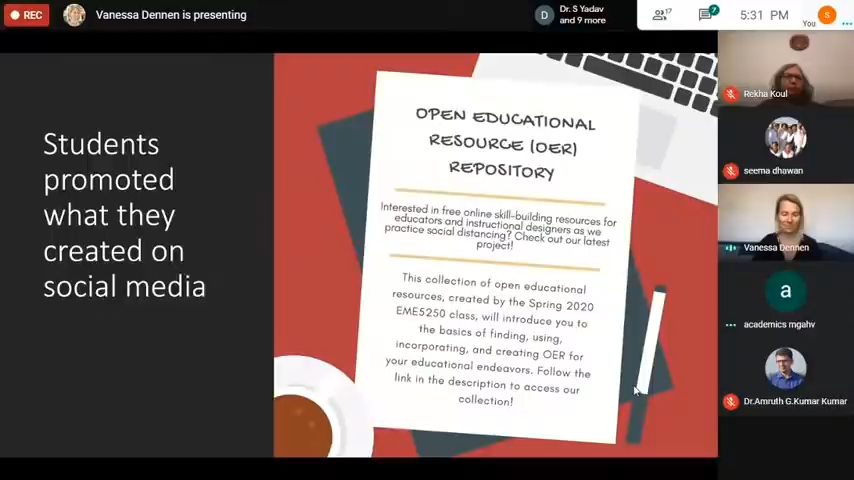 REC
Vanessa Dennen is presenting
D
Dr. S Yadav
and 9 more
17
7
5:31 PM
You
S
Students
promoted
what they
created on
social media
OPEN EDUCATIONAL
RESOURCE (OER)
REPOSITORY
Interested in free online skill-building resources for
educators and instructional designers as we
practice social distancing? Check out our latest
project!
This collection of open educational
resources, created by the Spring 2020
EME5250 class, will introduce you to
the basics of finding, using,
incorporating, and creating OER for
your educational endeavors. Follow the
link in the description to access our
collection!
Rekha Koul
seema dhawan
Vanessa Dennen
a
academics mgahv
Dr.Amruth G.Kumar Kumar